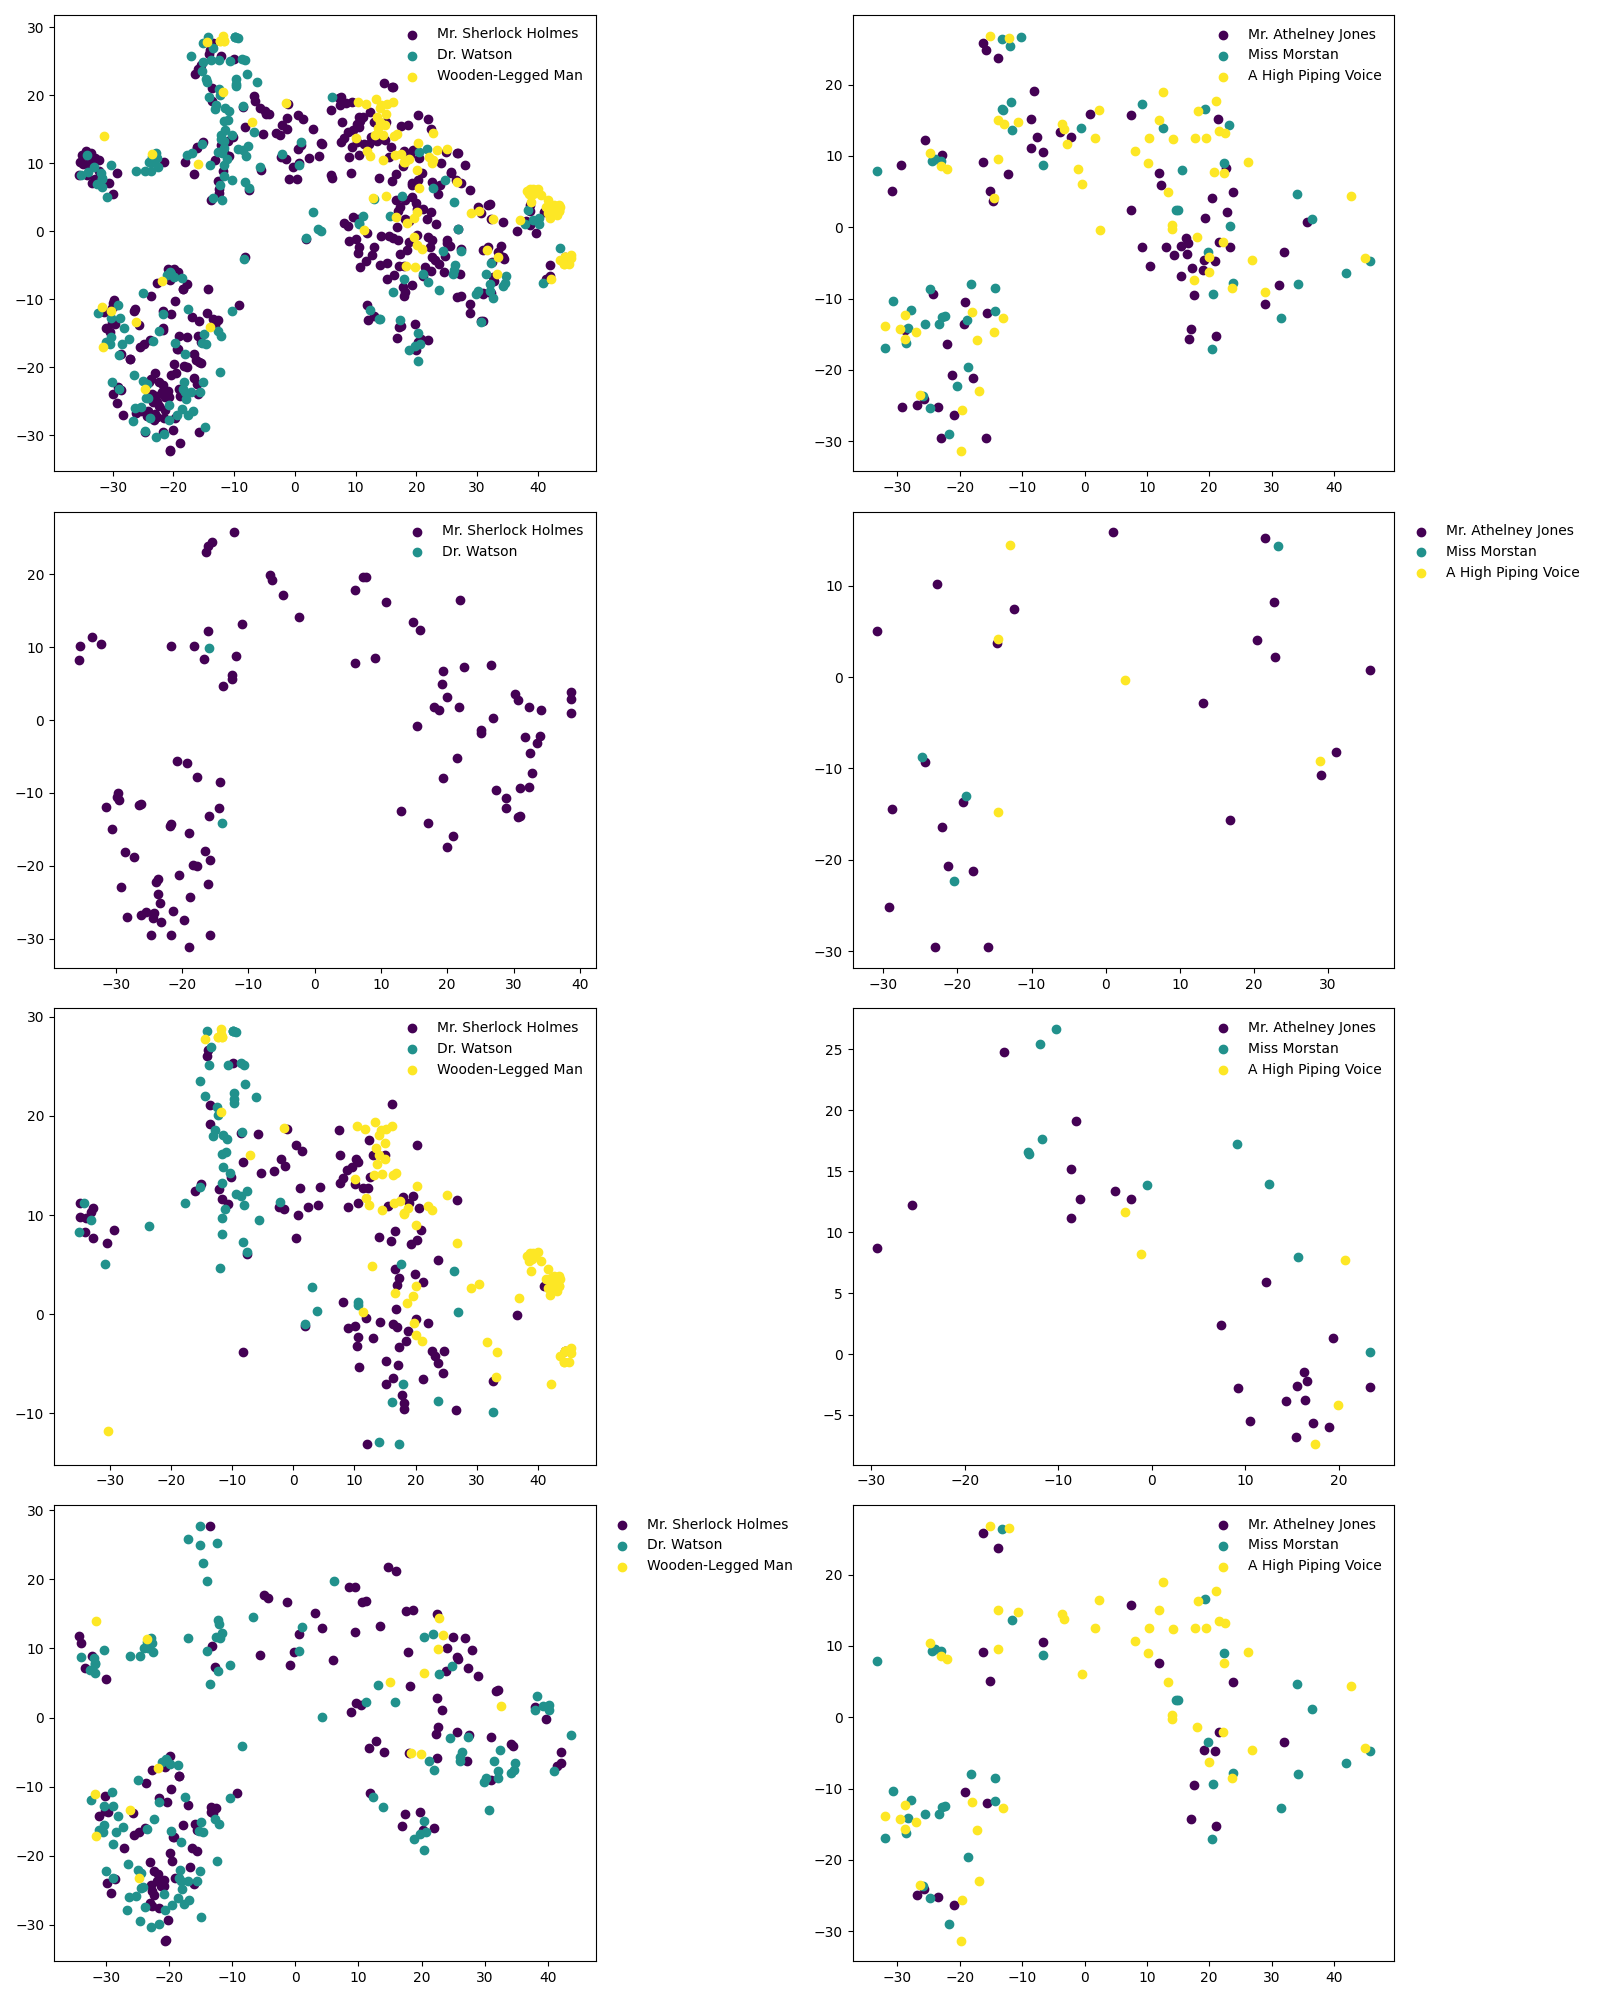 Mr. Sherlock Holmes
Dr. Watson
Wooden-Legged Man
30
20
10
0
−10
−20
−30
−30 −20 −10 0 10 20 30 40
Mr. Athelney Jones
Miss Morstan
A High Piping Voice
20
10
0
−10
−20
−30
−30 −20 −10 0 10 20 30 40
Mr. Sherlock Holmes
Dr. Watson
20
10
0
−10
−20
−30
−30 −20 −10 0 10 20 30 40
Mr. Athelney Jones
Miss Morstan
A High Piping Voice
10
0
−10
−20
−30
−30 −20 −10 0 10 20 30
Mr. Sherlock Holmes
Dr. Watson
Wooden-Legged Man
30
20
10
0
−10
−30 −20 −10 0 10 20 30 40
Mr. Athelney Jones
Miss Morstan
A High Piping Voice
25
20
15
10
5
0
−5
−30 −20 −10 0 10 20
Mr. Sherlock Holmes
Dr. Watson
Wooden-Legged Man
30
20
10
0
−10
−20
−30
−30 −20 −10 0 10 20 30 40
Mr. Athelney Jones
Miss Morstan
A High Piping Voice
20
10
0
−10
−20
−30
−30 −20 −10 0 10 20 30 40